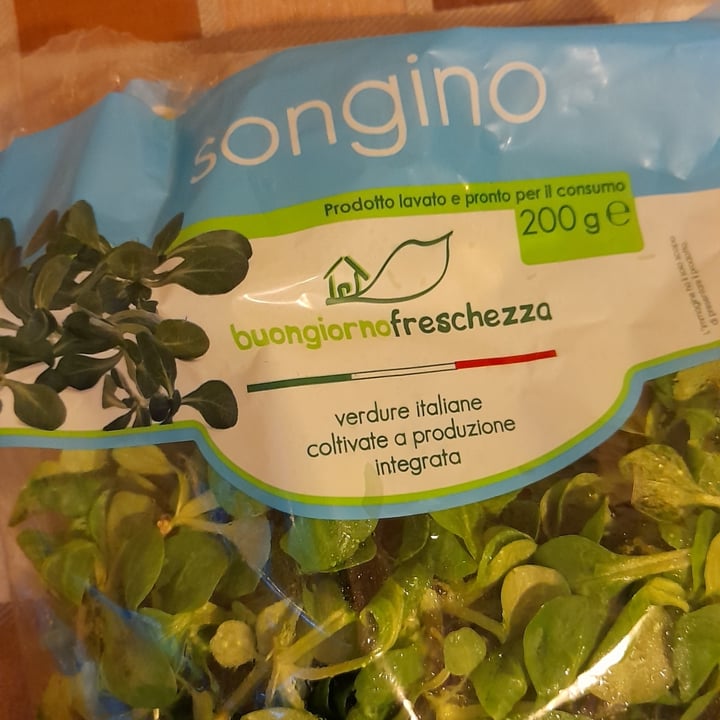 songino
Prodotto lavato e pronto per il consumo
200 g e
buongiornofreschezza
verdure italiane
coltivate a produzione
integrata